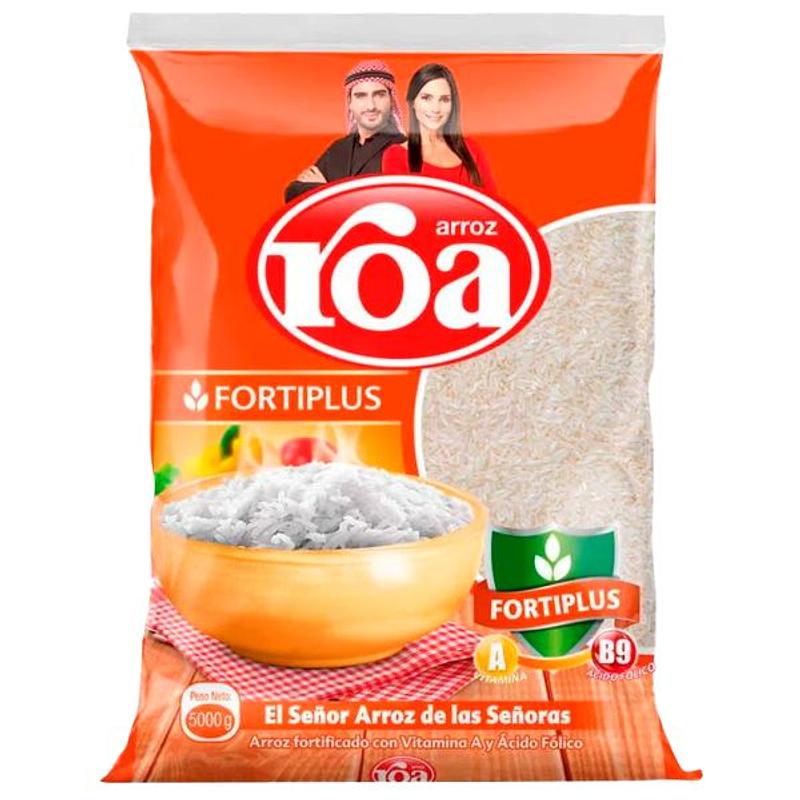 arroz
roa
FORTIPLUS
FORTIPLUS
A
VITAMINA
B9
ÁCIDO FÓLICO
Peso Neto:
5000 g
El Señor Arroz de las Señoras
Arroz fortificado con Vitamina A y Ácido Fólico
arroz
roa